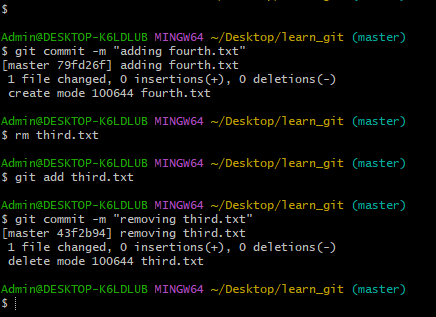 $
Admin@DESKTOP-K6LDLUB MINGW64 ~/Desktop/learn_git (master)
$ git commit -m "adding fourth.txt"
[master 79fd26f] adding fourth.txt
 1 file changed, 0 insertions(+), 0 deletions(-)
 create mode 100644 fourth.txt
Admin@DESKTOP-K6LDLUB MINGW64 ~/Desktop/learn_git (master)
$ rm third.txt
Admin@DESKTOP-K6LDLUB MINGW64 ~/Desktop/learn_git (master)
$ git add third.txt
Admin@DESKTOP-K6LDLUB MINGW64 ~/Desktop/learn_git (master)
$ git commit -m "removing third.txt"
[master 43f2b94] removing third.txt
 1 file changed, 0 insertions(+), 0 deletions(-)
 delete mode 100644 third.txt
Admin@DESKTOP-K6LDLUB MINGW64 ~/Desktop/learn_git (master)
$